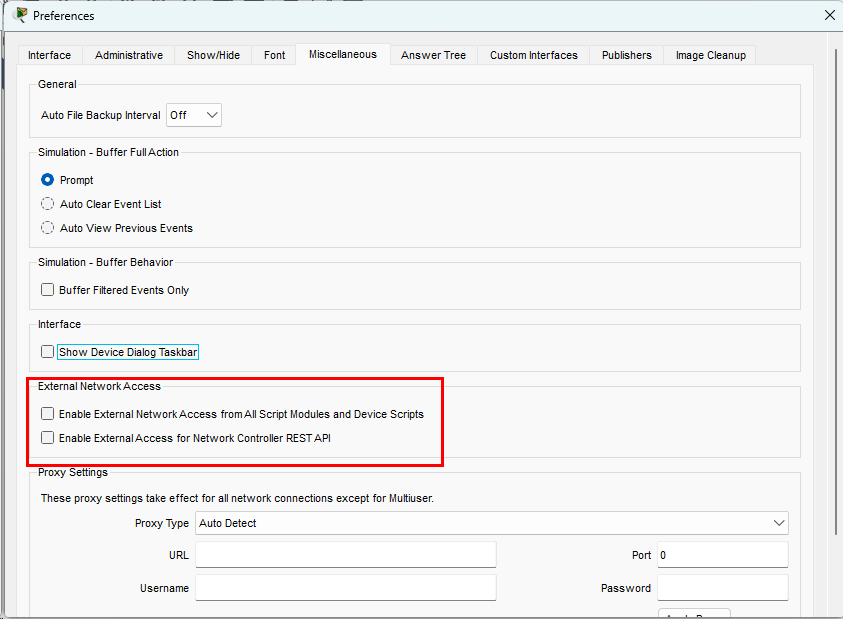 Preferences
Interface Administrative Show/Hide Font Miscellaneous Answer Tree Custom Interfaces Publishers Image Cleanup
General
Auto File Backup Interval Off
Simulation - Buffer Full Action
Prompt
Auto Clear Event List
Auto View Previous Events
Simulation - Buffer Behavior
Buffer Filtered Events Only
Interface
Show Device Dialog Taskbar
External Network Access
Enable External Network Access from All Script Modules and Device Scripts
Enable External Access for Network Controller REST API
Proxy Settings
These proxy settings take effect for all network connections except for Multiuser.
Proxy Type Auto Detect
URL Port 0
Username Password